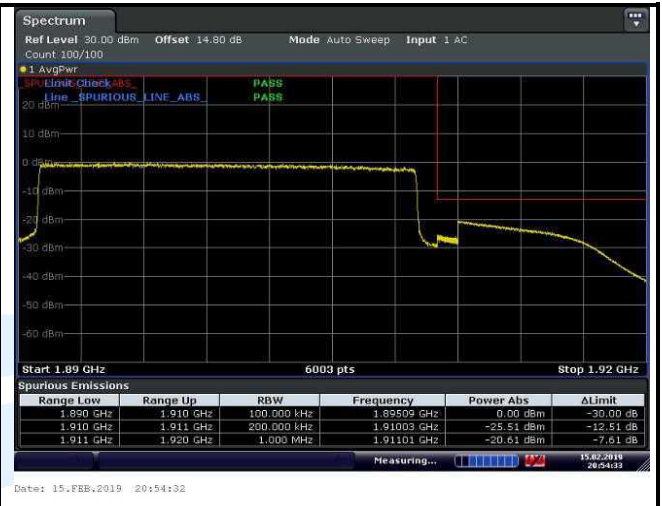 Spectrum
Ref Level 30.00 dBm Offset 14.80 dB Mode Auto Sweep Input 1 AC
Count 100/100
1 AvgPwr
Limit Check PASS
Line _SPURIOUS_LINE_ABS_ PASS
20 dBm
10 dBm
0 dBm
-10 dBm
-20 dBm
-30 dBm
-40 dBm
-50 dBm
-60 dBm
Start 1.89 GHz 6003 pts Stop 1.92 GHz
Spurious Emissions
Range Low Range Up RBW Frequency Power Abs ΔLimit
1.890 GHz 1.910 GHz 100.000 kHz 1.89509 GHz 0.00 dBm -30.00 dB
1.910 GHz 1.911 GHz 200.000 kHz 1.91003 GHz -25.51 dBm -12.51 dB
1.911 GHz 1.920 GHz 1.000 MHz 1.91101 GHz -20.61 dBm -7.61 dB
Measuring... 15.02.2019
20:54:33
Date: 15.FEB.2019 20:54:32